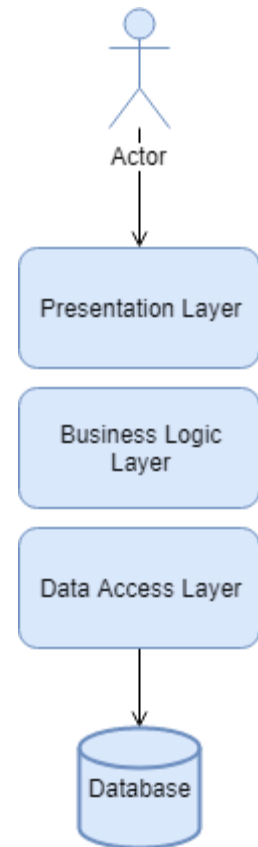 Actor
Presentation Layer
Business Logic
Layer
Data Access Layer
Database